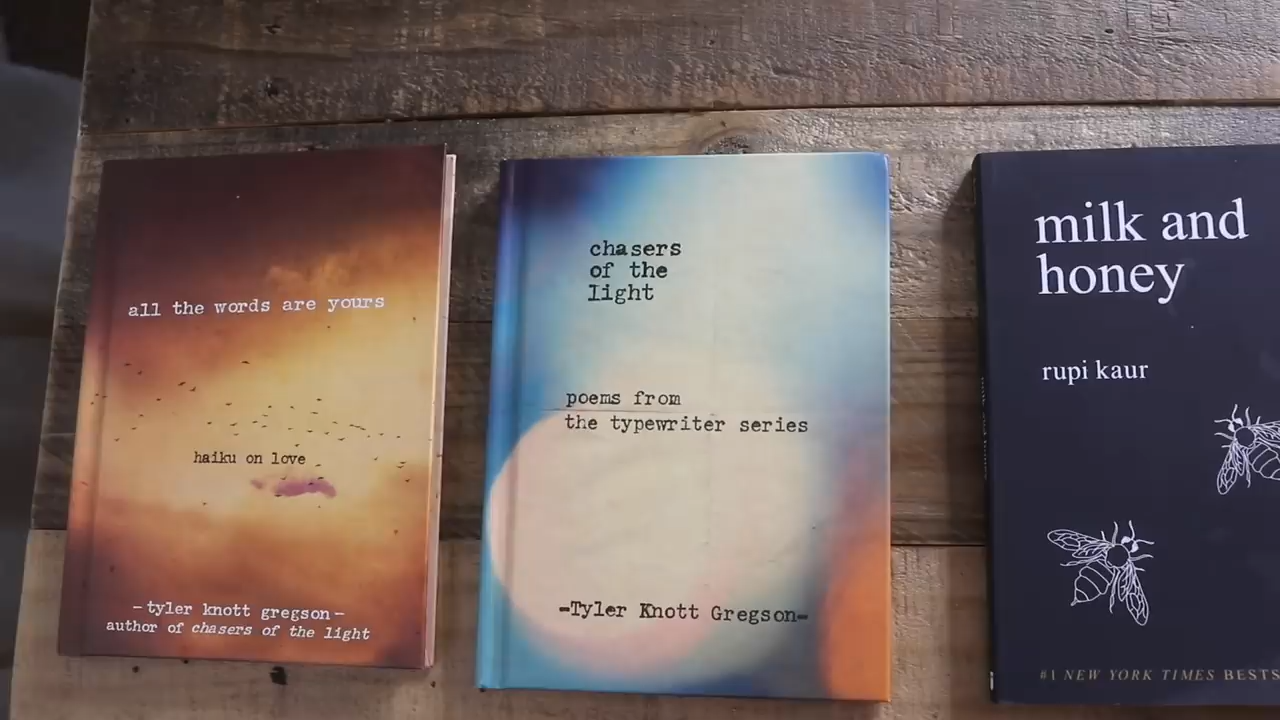 all the words are yours
haiku on love
-tyler knott gregson-
author of chasers of the light
chasers
of the
light
poems from
the typewriter series
-Tyler Knott Gregson-
milk and
honey
rupi kaur
#1 NEW YORK TIMES BESTS